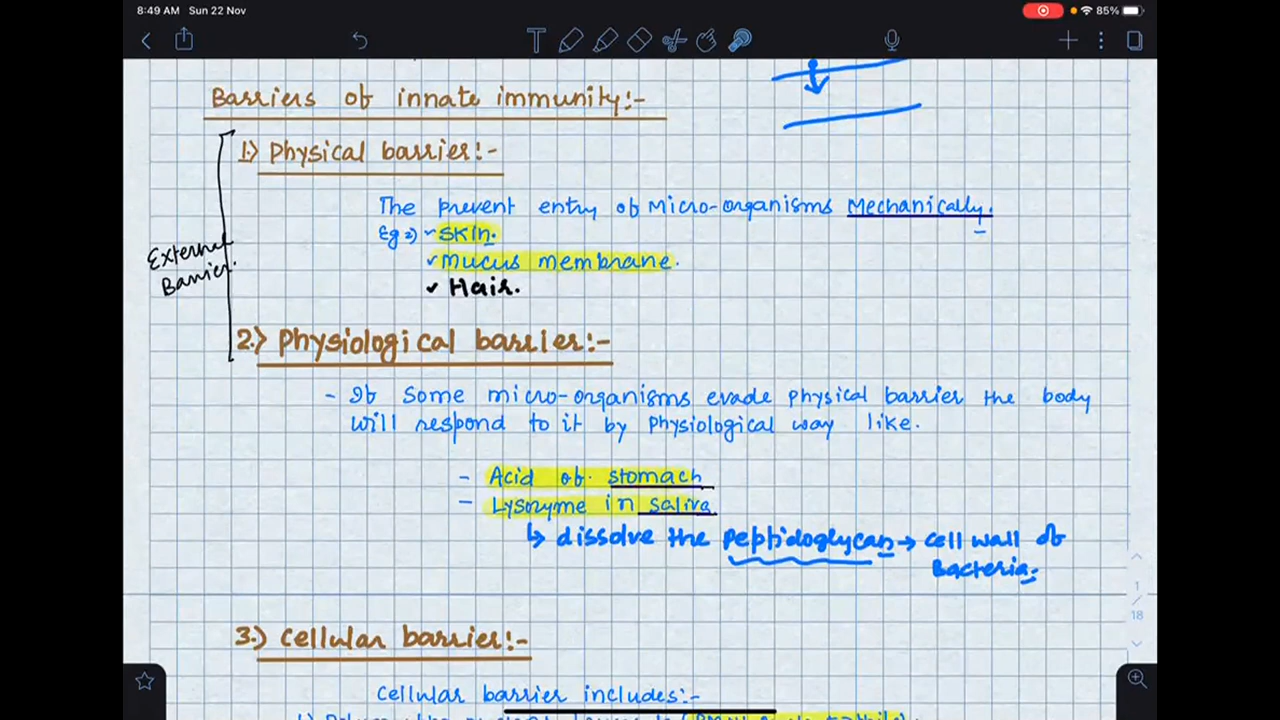 8:49 AM Sun 22 Nov
85%
Barriers of innate immunity:-
1.) Physical barrier:-
The prevent entry of micro-organisms Mechanically.
Eg:) ✓ SKIN.
✓ mucus membrane.
✓ Hair.
External
Barrier.
2.) Physiological barrier:-
- If Some micro-organisms evade physical barrier the body
will respond to it by physiological way like.
- Acid of stomach
- Lysozyme in saliva
↳ dissolve the peptidoglycan → cell wall of
Bacteria.
1
/
18
3.) Cellular barrier:-
Cellular barrier includes:-